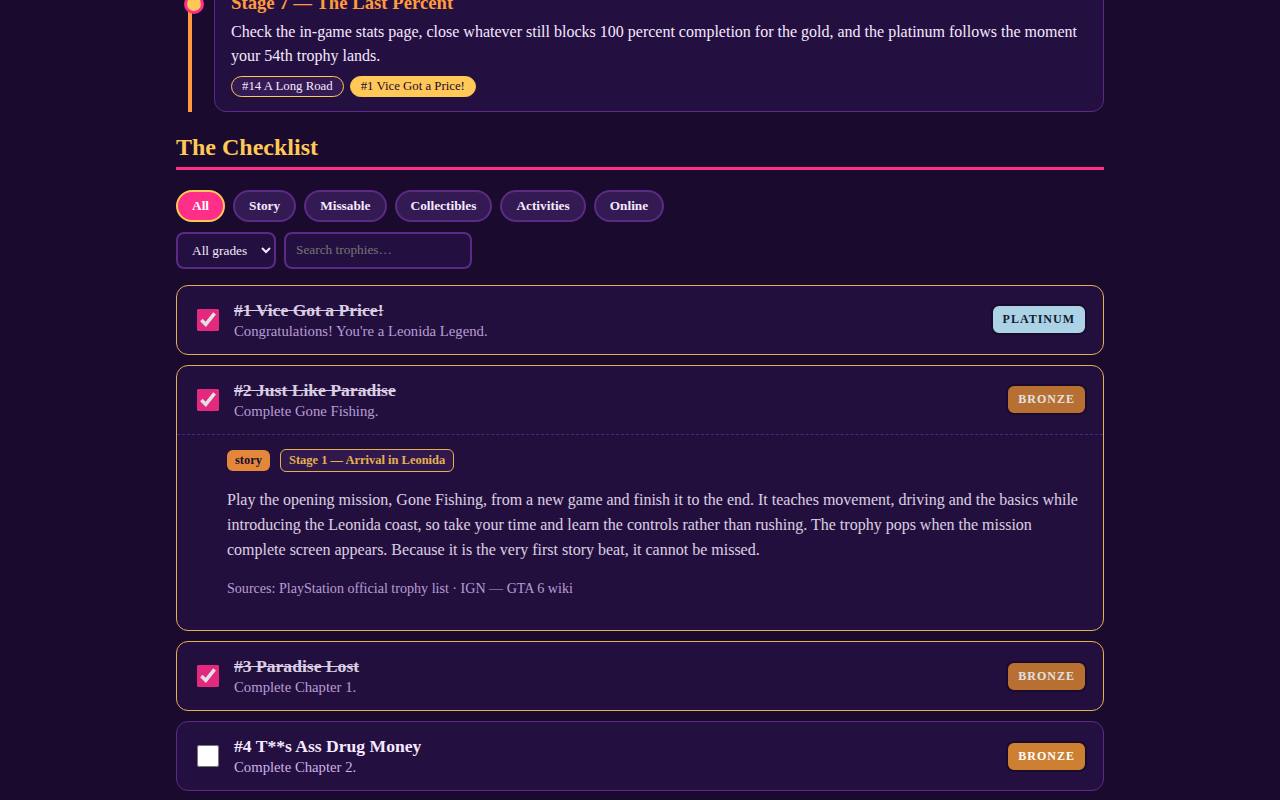 Stage 7 — The Last Percent
Check the in-game stats page, close whatever still blocks 100 percent completion for the gold, and the platinum follows the moment
your 54th trophy lands.
#14 A Long Road #1 Vice Got a Price!
The Checklist
All Story Missable Collectibles Activities Online
All grades Search trophies…
#1 Vice Got a Price!
Congratulations! You're a Leonida Legend.
PLATINUM
#2 Just Like Paradise
Complete Gone Fishing.
BRONZE
story Stage 1 — Arrival in Leonida
Play the opening mission, Gone Fishing, from a new game and finish it to the end. It teaches movement, driving and the basics while
introducing the Leonida coast, so take your time and learn the controls rather than rushing. The trophy pops when the mission
complete screen appears. Because it is the very first story beat, it cannot be missed.
Sources: PlayStation official trophy list · IGN — GTA 6 wiki
#3 Paradise Lost
Complete Chapter 1.
BRONZE
#4 T**s Ass Drug Money
Complete Chapter 2.
BRONZE